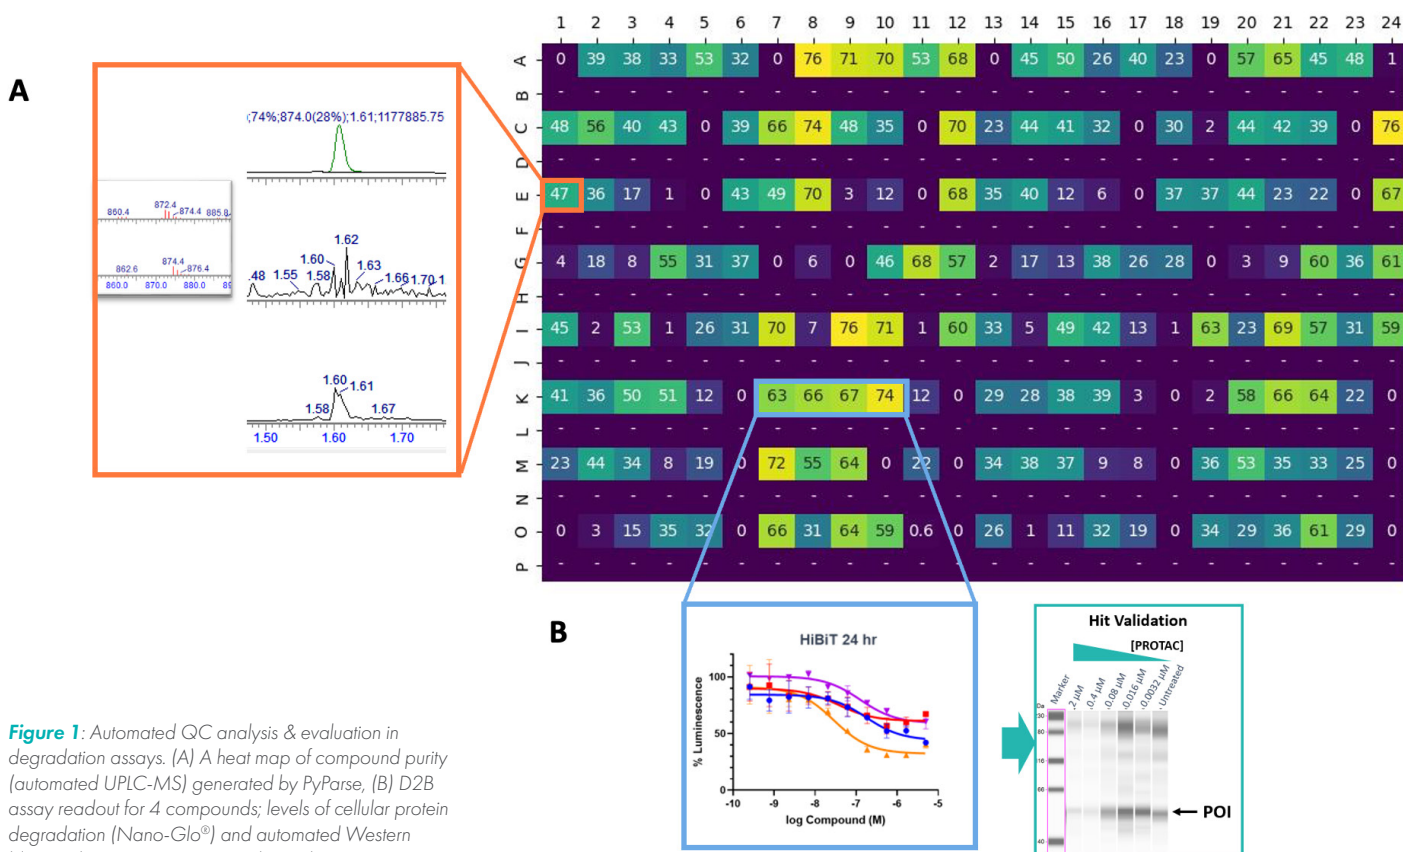 1 2 3 4 5 6 7 8 9 10 11 12 13 14 15 16 17 18 19 20 21 22 23 24
A 0 39 38 33 53 32 0 76 71 70 53 68 0 45 50 26 40 23 0 57 65 45 48 1
B - - - - - - - - - - - - - - - - - - - - - - - -
C 48 56 40 43 0 39 66 74 48 35 0 70 23 44 41 32 0 30 2 44 42 39 0 76
D - - - - - - - - - - - - - - - - - - - - - - - -
E 47 36 17 1 0 43 49 70 3 12 0 68 35 40 12 6 0 37 37 44 23 22 0 67
F - - - - - - - - - - - - - - - - - - - - - - - -
G 4 18 8 55 31 37 0 6 0 46 68 57 2 17 13 38 26 28 0 3 9 60 36 61
H - - - - - - - - - - - - - - - - - - - - - - - -
I 45 2 53 1 26 31 70 7 76 71 1 60 33 5 49 42 13 1 63 23 69 57 31 59
J - - - - - - - - - - - - - - - - - - - - - - - -
K 41 36 50 51 12 0 63 66 67 74 12 0 29 28 38 39 3 0 2 58 66 64 22 0
L - - - - - - - - - - - - - - - - - - - - - - - -
M 23 44 34 8 19 0 72 55 64 0 22 0 34 38 37 9 8 0 36 53 35 33 25 0
N - - - - - - - - - - - - - - - - - - - - - - - -
O 0 3 15 35 32 0 66 31 64 59 0.6 0 26 1 11 32 19 0 34 29 36 61 29 0
P - - - - - - - - - - - - - - - - - - - - - - - -
A
;74%;874.0(28%);1.61;1177885.75
860.4 872.4 874.4 885.8
862.6 874.4 876.4
860.0 870.0 880.0
1.62
1.60
.48 1.55 1.58 1.63 1.66 1.70 1
1.60 1.61
1.58 1.67
1.50 1.60 1.70
B
HiBiT 24 hr
% Luminescence
100
50
0
-10 -9 -8 -7 -6 -5
log Compound (M)
Hit Validation
[PROTAC]
Marker 2 µM 0.4 µM 0.08 µM 0.016 µM 0.0032 µM Untreated
POI
Figure 1: Automated QC analysis & evaluation in
degradation assays. (A) A heat map of compound purity
(automated UPLC-MS) generated by PyParse, (B) D2B
assay readout for 4 compounds; levels of cellular protein
degradation (Nano-Glo®) and automated Western